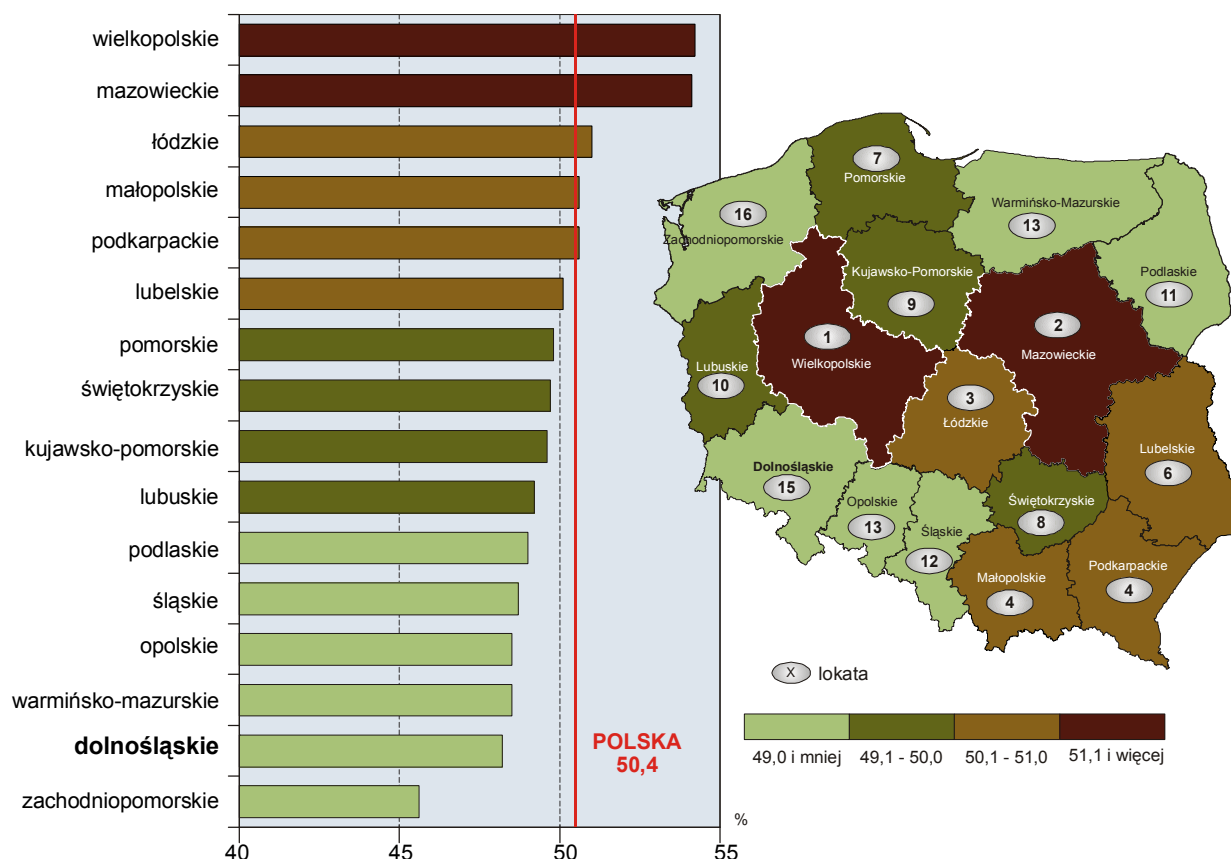 wielkopolskie
mazowieckie
łódzkie
małopolskie
podkarpackie
lubelskie
pomorskie
świętokrzyskie
kujawsko-pomorskie
lubuskie
podlaskie
śląskie
opolskie
warmińsko-mazurskie
dolnośląskie
zachodniopomorskie
POLSKA
50,4
%
40
45
50
55
7
Pomorskie
16
Zachodniopomorskie
Warmińsko-Mazurskie
13
Podlaskie
11
Kujawsko-Pomorskie
9
1
Wielkopolskie
2
Mazowieckie
Lubuskie
10
3
Łódzkie
Lubelskie
6
Dolnośląskie
15
Opolskie
13
Śląskie
12
Świętokrzyskie
8
Małopolskie
4
Podkarpackie
4
X lokata
49,0 i mniej
49,1 - 50,0
50,1 - 51,0
51,1 i więcej